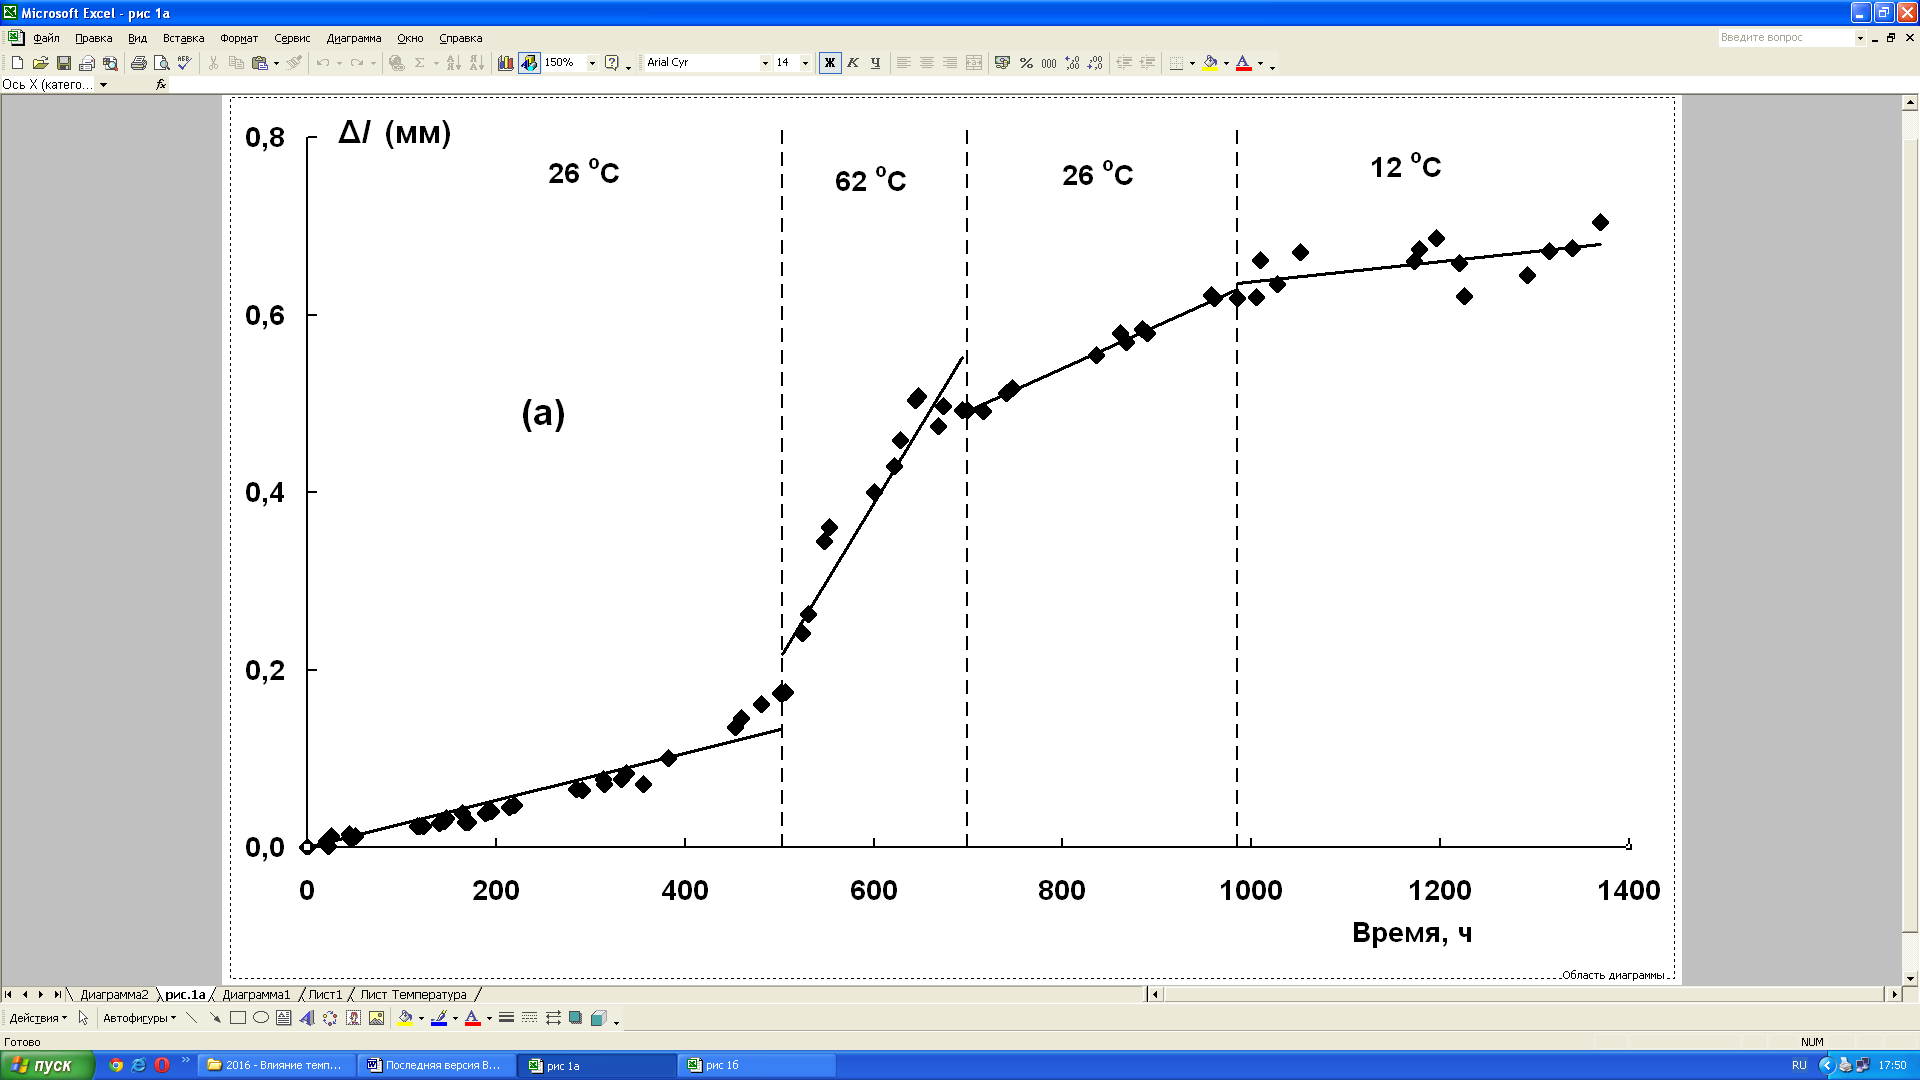 Microsoft Excel - рис 1а
Файл Правка Вид Вставка Формат Сервис Диаграмма Окно Справка
Введите вопрос
150%
Arial Cyr
14
Ж К Ч
% 000
Ось X (катего...
fx
Δl (мм)
26 °C
62 °C
26 °C
12 °C
(а)
0,8
0,6
0,4
0,2
0,0
0 200 400 600 800 1000 1200 1400
Время, ч
Область диаграммы
Диаграмма2 рис.1а Диаграмма1 Лист1 Лист Температура
Действия Автофигуры
Готово
NUM
пуск
2016 - Влияние темп...
Последняя версия В...
рис 1а
рис 1б
RU
17:50